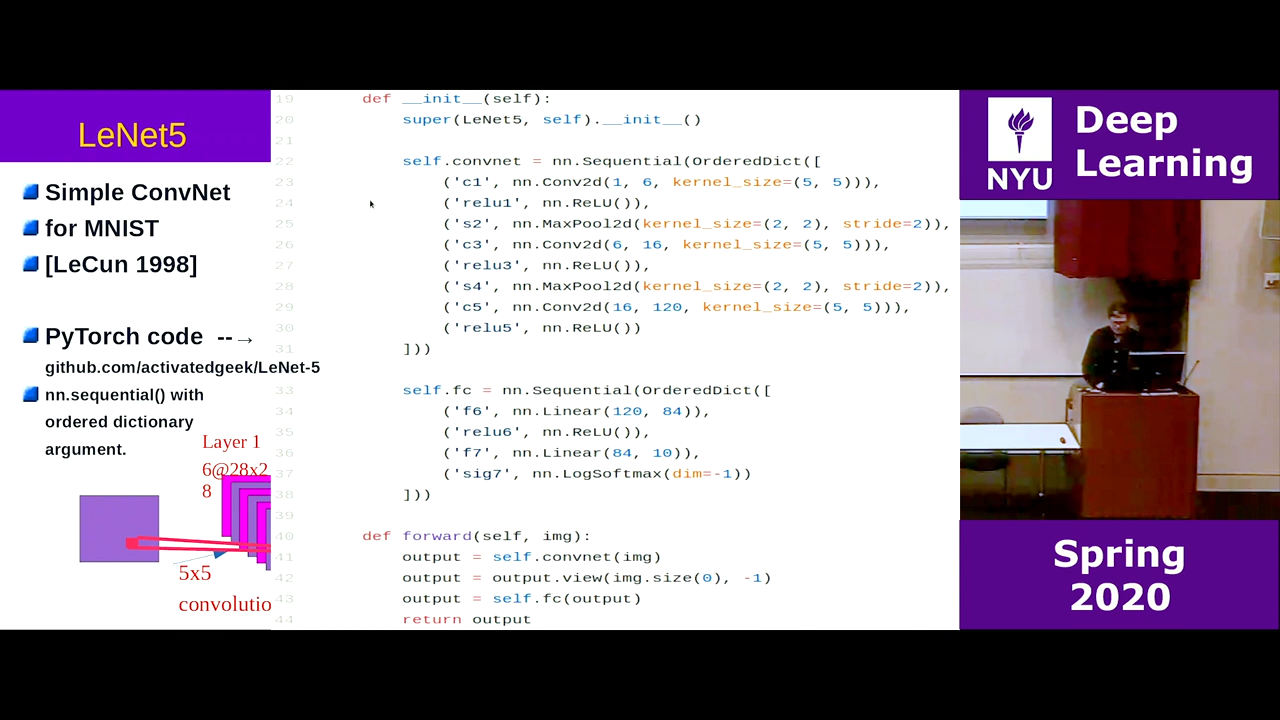 LeNet5
Simple ConvNet
for MNIST
[LeCun 1998]
PyTorch code --→
github.com/activatedgeek/LeNet-5
nn.sequential() with
ordered dictionary
argument.
Layer 1
6@28x2
8
5x5
convolutio
19 def __init__(self):
20 super(LeNet5, self).__init__()
21
22 self.convnet = nn.Sequential(OrderedDict([
23 ('c1', nn.Conv2d(1, 6, kernel_size=(5, 5))),
24 ('relu1', nn.ReLU()),
25 ('s2', nn.MaxPool2d(kernel_size=(2, 2), stride=2)),
26 ('c3', nn.Conv2d(6, 16, kernel_size=(5, 5))),
27 ('relu3', nn.ReLU()),
28 ('s4', nn.MaxPool2d(kernel_size=(2, 2), stride=2)),
29 ('c5', nn.Conv2d(16, 120, kernel_size=(5, 5))),
30 ('relu5', nn.ReLU())
31 ]))
33 self.fc = nn.Sequential(OrderedDict([
34 ('f6', nn.Linear(120, 84)),
35 ('relu6', nn.ReLU()),
36 ('f7', nn.Linear(84, 10)),
37 ('sig7', nn.LogSoftmax(dim=-1))
38 ]))
39
40 def forward(self, img):
41 output = self.convnet(img)
42 output = output.view(img.size(0), -1)
43 output = self.fc(output)
44 return output
NYU
Deep
Learning
Spring
2020